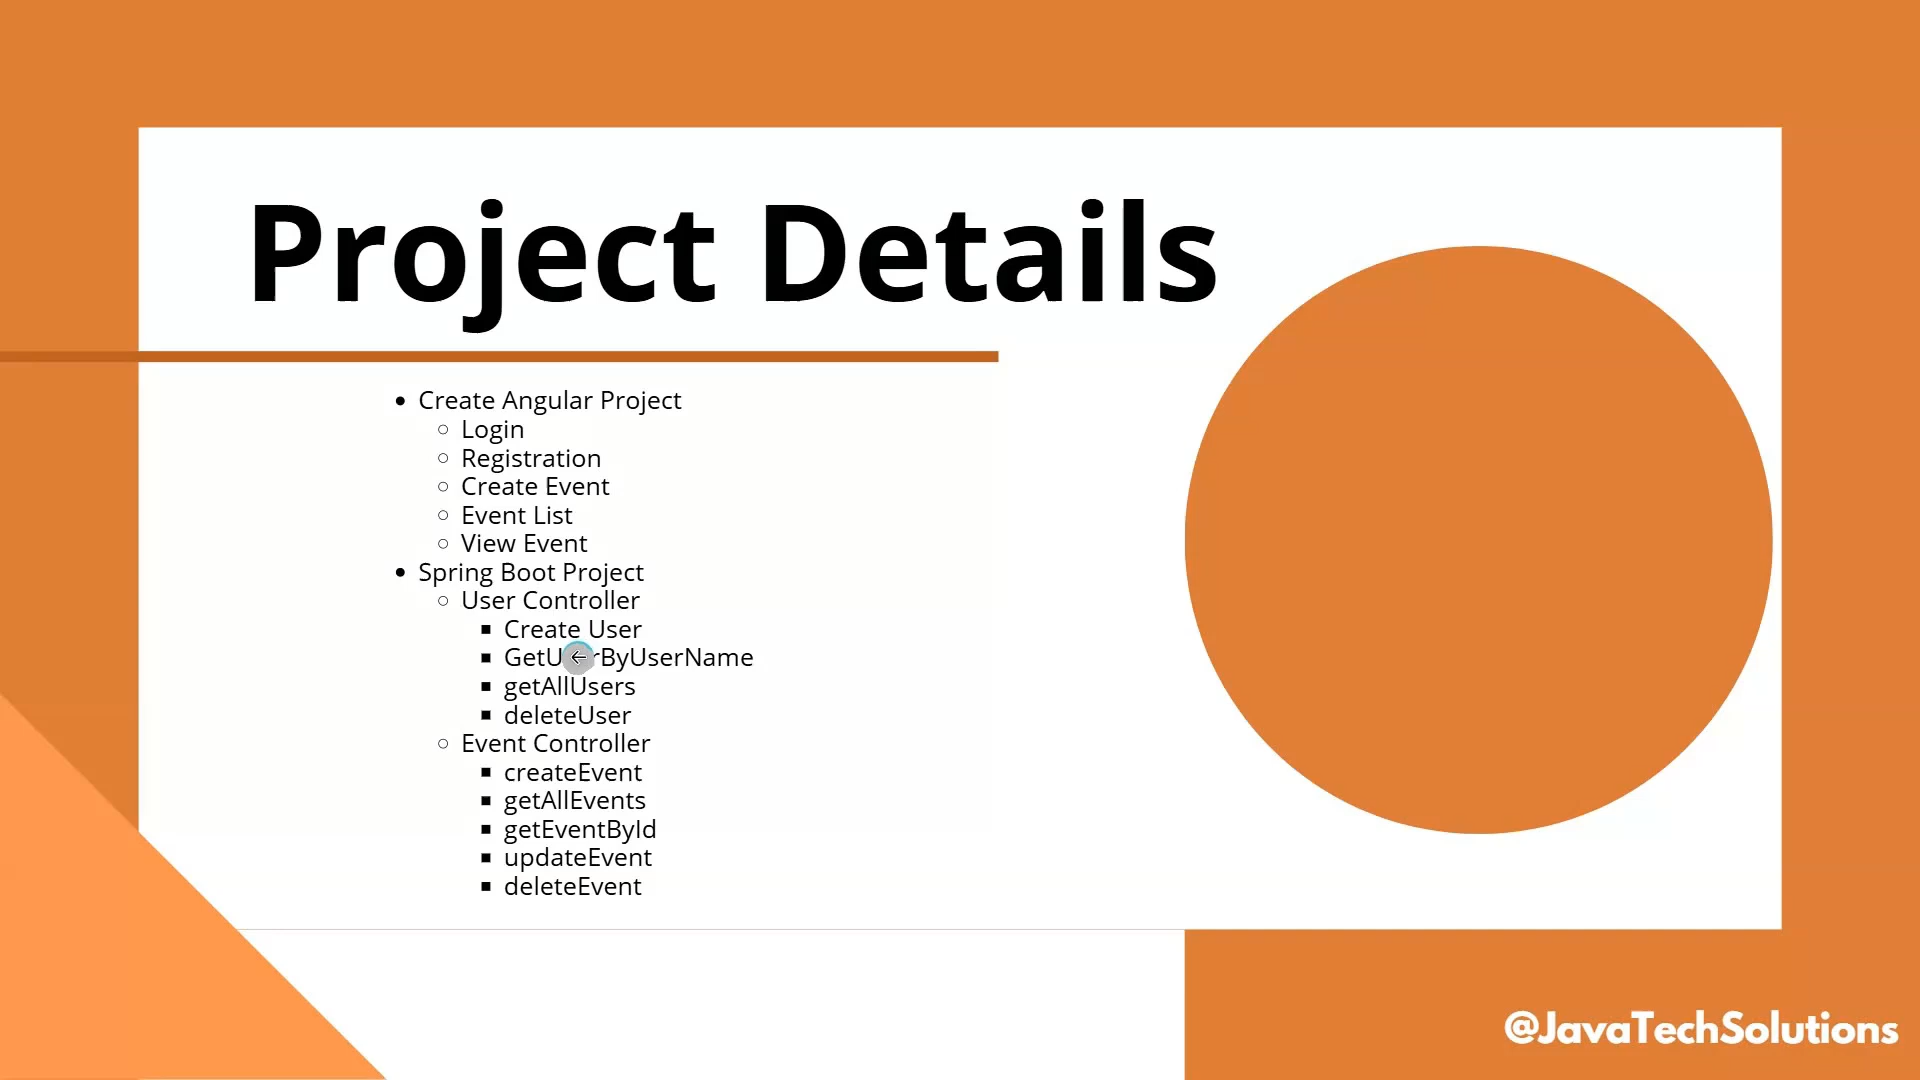 Project Details
Create Angular Project
Login
Registration
Create Event
Event List
View Event
Spring Boot Project
User Controller
Create User
GetUserByUserName
getAllUsers
deleteUser
Event Controller
createEvent
getAllEvents
getEventById
updateEvent
deleteEvent
@JavaTechSolutions